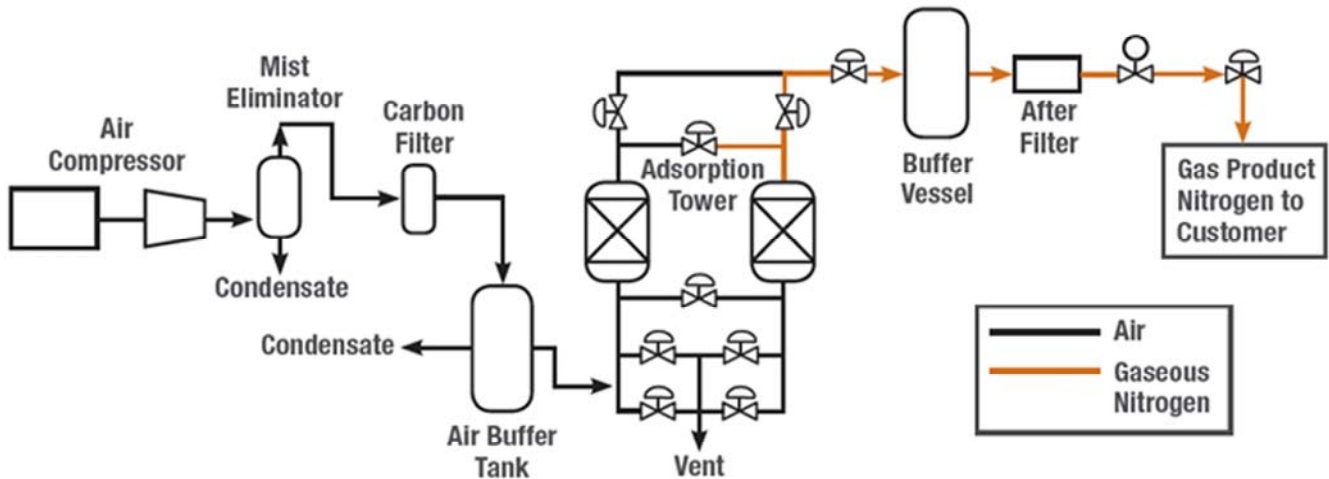 Air
Compressor
Mist
Eliminator
Condensate
Carbon
Filter
Condensate
Air Buffer
Tank
Adsorption
Tower
Vent
Buffer
Vessel
After
Filter
Gas Product
Nitrogen to
Customer
Air
Gaseous
Nitrogen